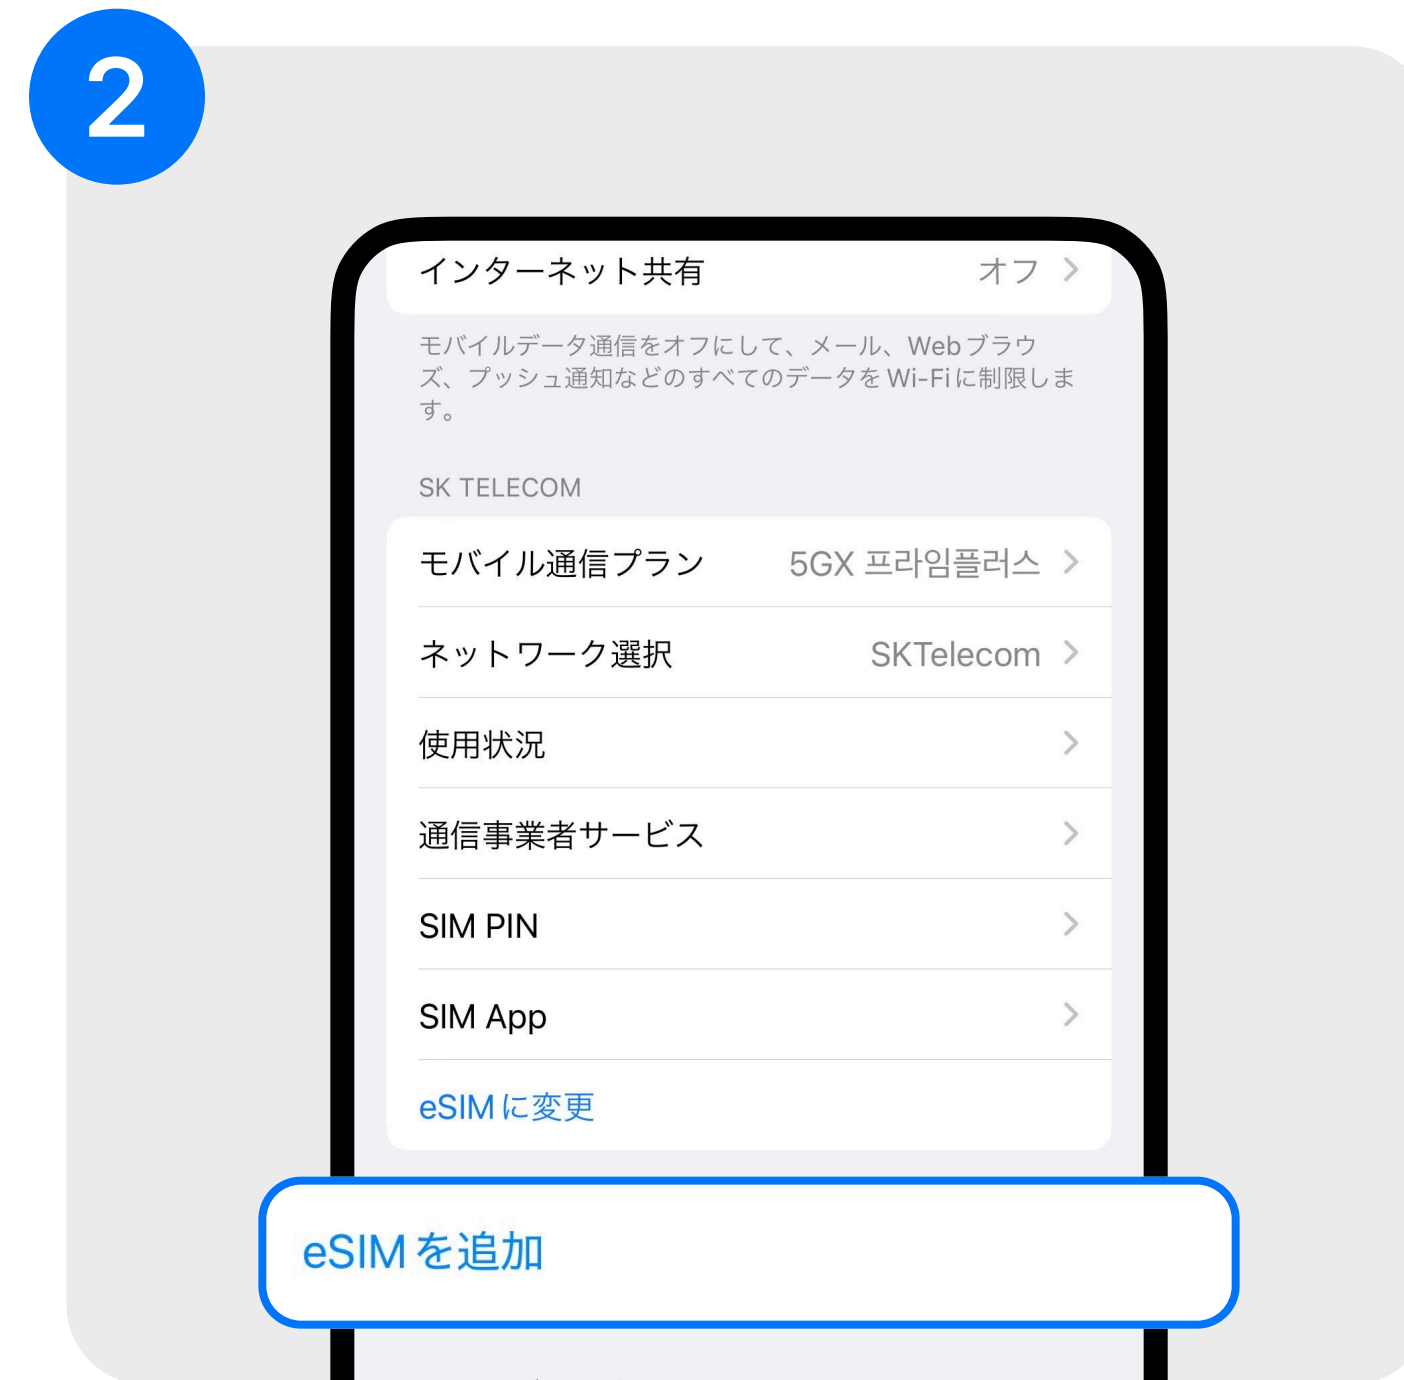 2
インターネット共有 オフ
モバイルデータ通信をオフにして、メール、Webブラウ
ズ、プッシュ通知などのすべてのデータをWi-Fiに制限しま
す。
SK TELECOM
モバイル通信プラン 5GX 프라임플러스
ネットワーク選択 SKTelecom
使用状況
通信事業者サービス
SIM PIN
SIM App
eSIMに変更
eSIMを追加